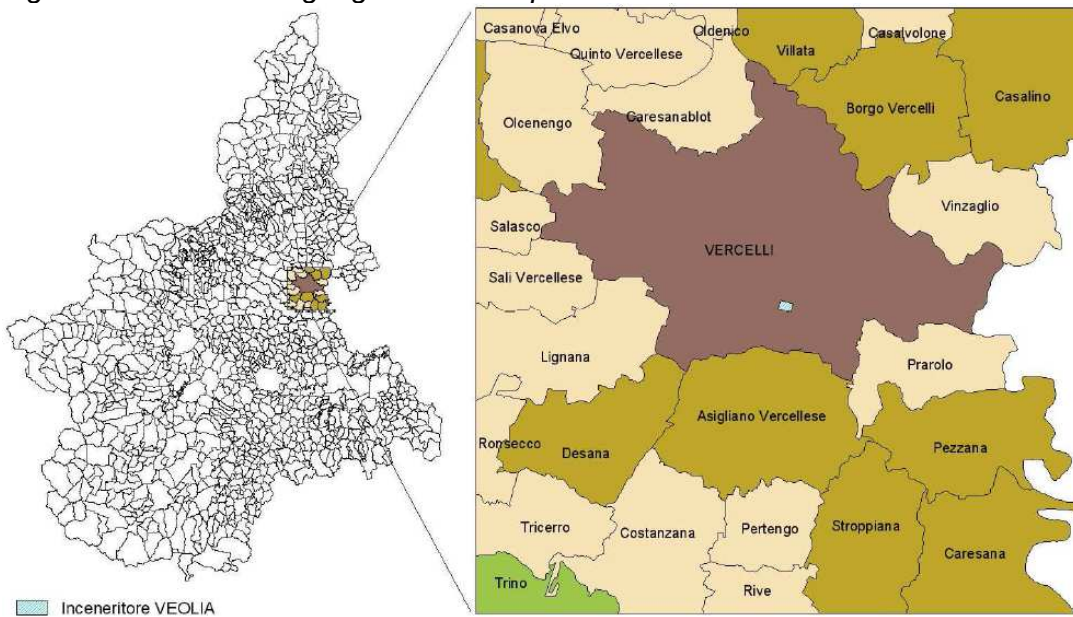 Casanova Elvo
Oldenico
Casalvolone
Quinto Vercellese
Villata
Casalino
Borgo Vercelli
Olcenengo
Caresanablot
Vinzaglio
Salasco
VERCELLI
Sali Vercellese
Lignana
Prarolo
Asigliano Vercellese
Ronsecco
Desana
Pezzana
Tricerro
Costanzana
Pertengo
Stroppiana
Caresana
Trino
Rive
Inceneritore VEOLIA